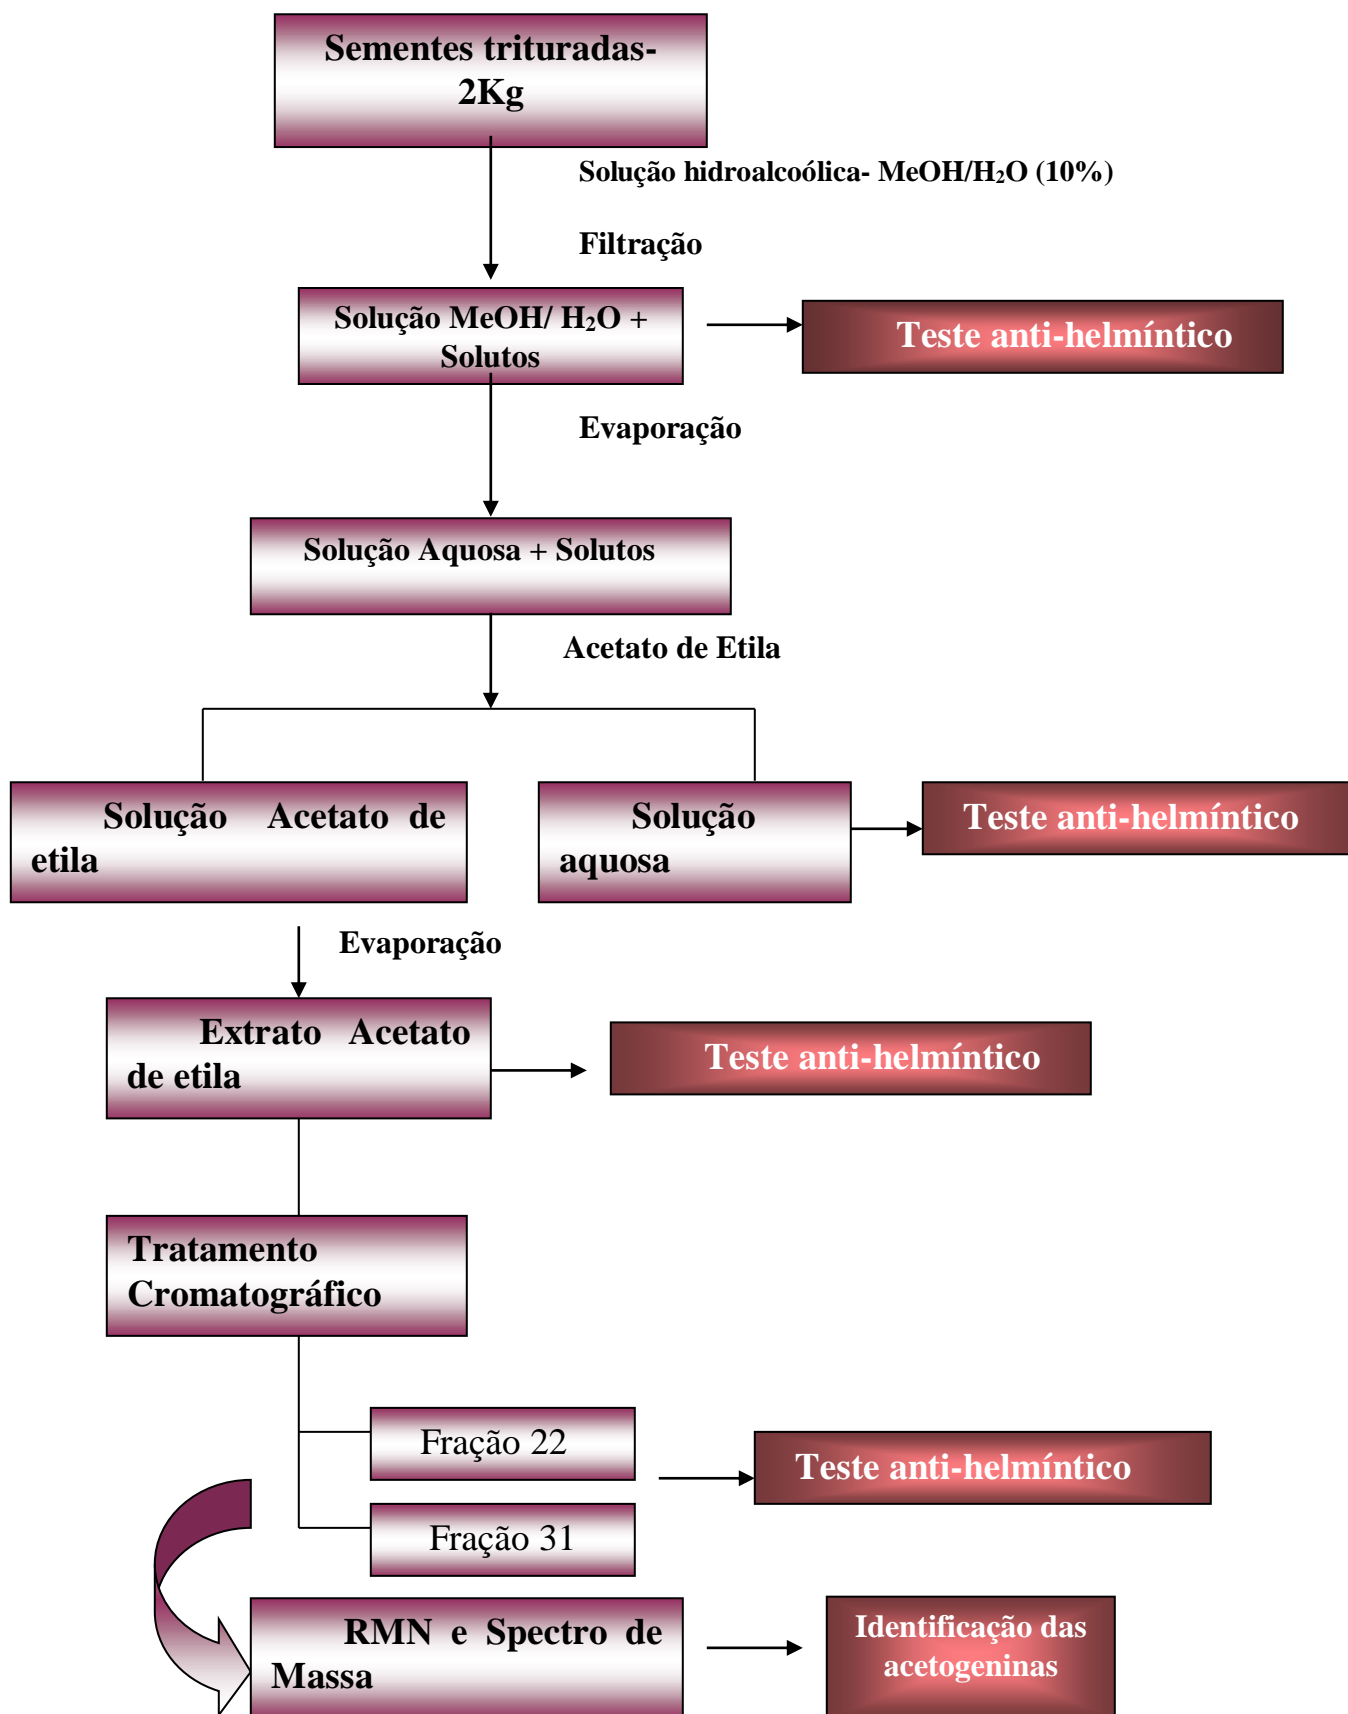 Sementes trituradas-
2Kg
Solução hidroalcoólica- MeOH/H₂O (10%)
Filtração
Solução MeOH/ H₂O +
Solutos
Teste anti-helmíntico
Evaporação
Solução Aquosa + Solutos
Acetato de Etila
Solução Acetato de
etila
Solução
aquosa
Teste anti-helmíntico
Evaporação
Extrato Acetato
de etila
Teste anti-helmíntico
Tratamento
Cromatográfico
Fração 22
Teste anti-helmíntico
Fração 31
RMN e Spectro de
Massa
Identificação das
acetogeninas